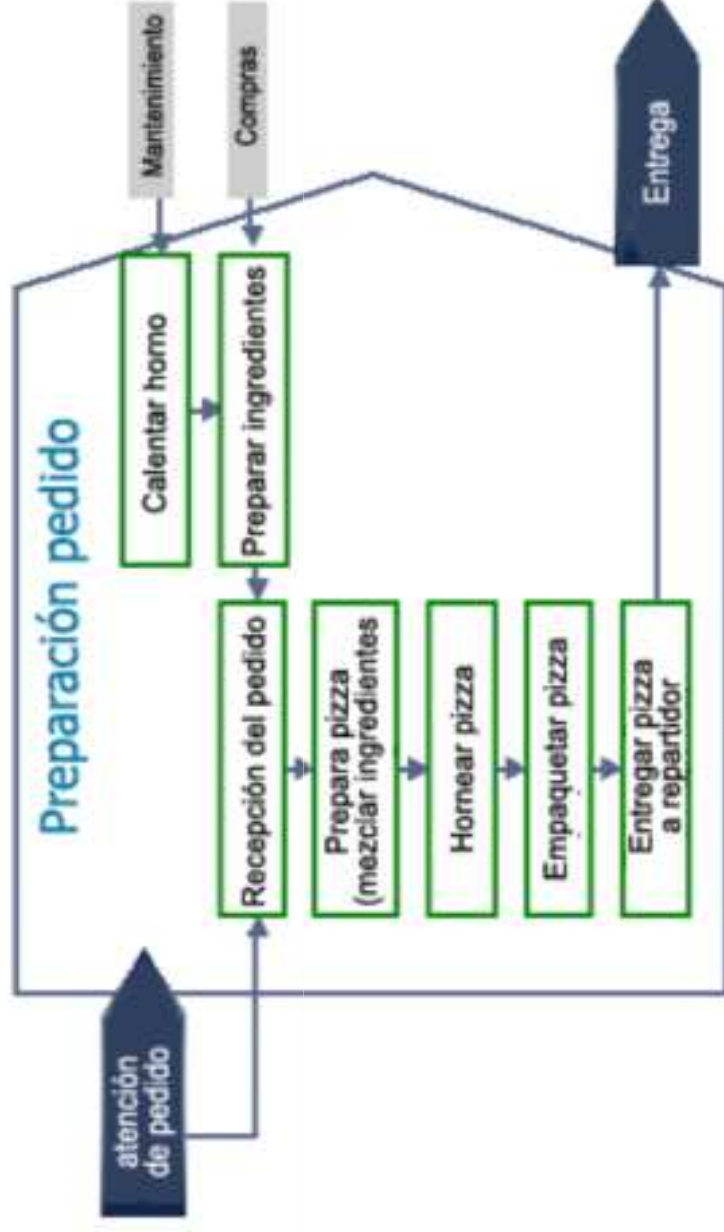 Preparación pedido
atención
de pedido
Mantenimiento
Calentar horno
Compras
Preparar ingredientes
Recepción del pedido
Prepara pizza
(mezclar ingredientes
Hornear pizza
Empaquetar pizza
Entregar pizza
a repartidor
Entrega